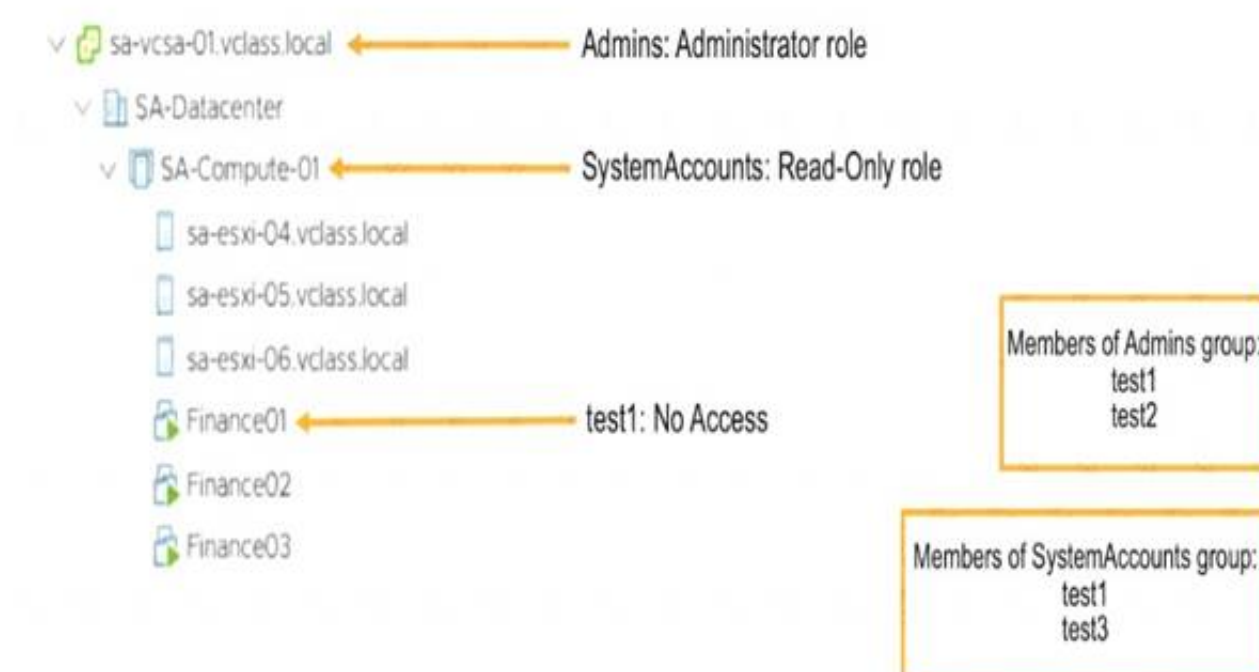 sa-vcsa-01.vclass.local
Admins: Administrator role
SA-Datacenter
SA-Compute-01
SystemAccounts: Read-Only role
sa-esxi-04.vclass.local
sa-esxi-05.vclass.local
sa-esxi-06.vclass.local
Members of Admins group:
test1
test2
Finance01
test1: No Access
Finance02
Finance03
Members of SystemAccounts group:
test1
test3